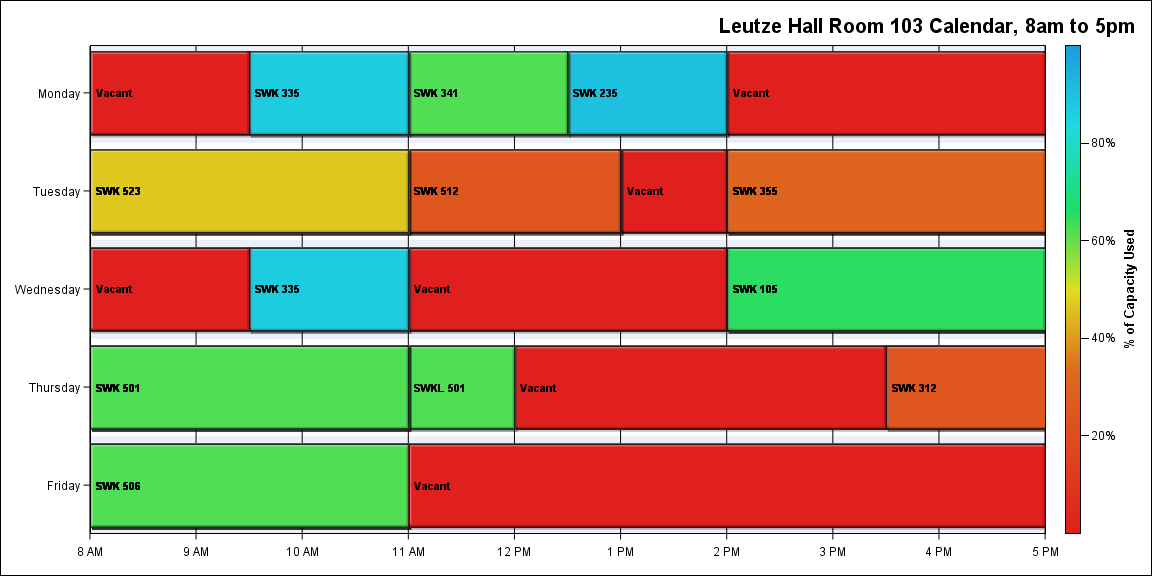 Leutze Hall Room 103 Calendar, 8am to 5pm
Monday
Vacant
SWK 335
SWK 341
SWK 235
Vacant
Tuesday
SWK 523
SWK 512
Vacant
SWK 355
Wednesday
Vacant
SWK 335
Vacant
SWK 105
Thursday
SWK 501
SWKL 501
Vacant
SWK 312
Friday
SWK 506
Vacant
8 AM
9 AM
10 AM
11 AM
12 PM
1 PM
2 PM
3 PM
4 PM
5 PM
80%
60%
40%
20%
% of Capacity Used